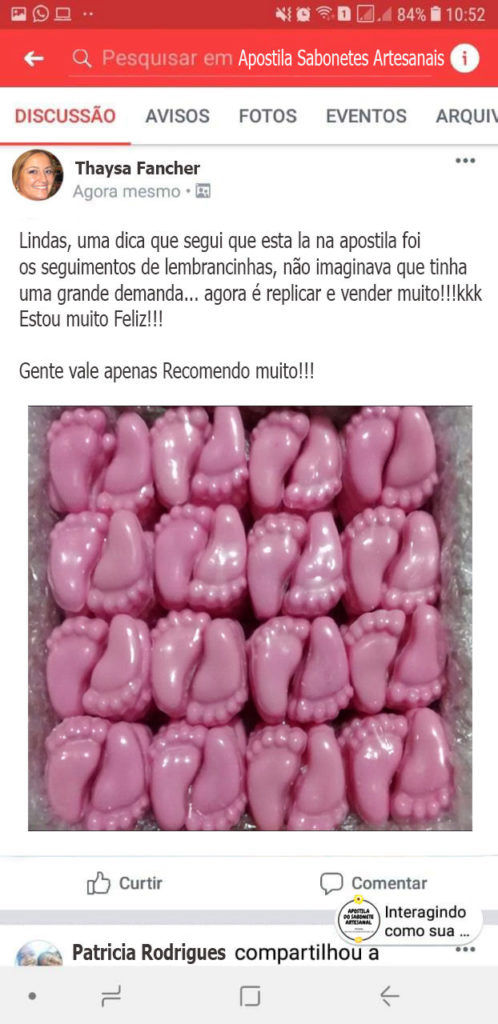 84% 10:52
Pesquisar em Apostila Sabonetes Artesanais
DISCUSSÃO AVISOS FOTOS EVENTOS ARQUIV
Thaysa Fancher
Agora mesmo
Lindas, uma dica que segui que esta la na apostila foi
os seguimentos de lembrancinhas, não imaginava que tinha
uma grande demanda... agora é replicar e vender muito!!!kkk
Estou muito Feliz!!!
Gente vale apenas Recomendo muito!!!
Curtir Comentar
APOSTILA
DO SABONETE
ARTESANAL
Interagindo
como sua ...
Patricia Rodrigues compartilhou a